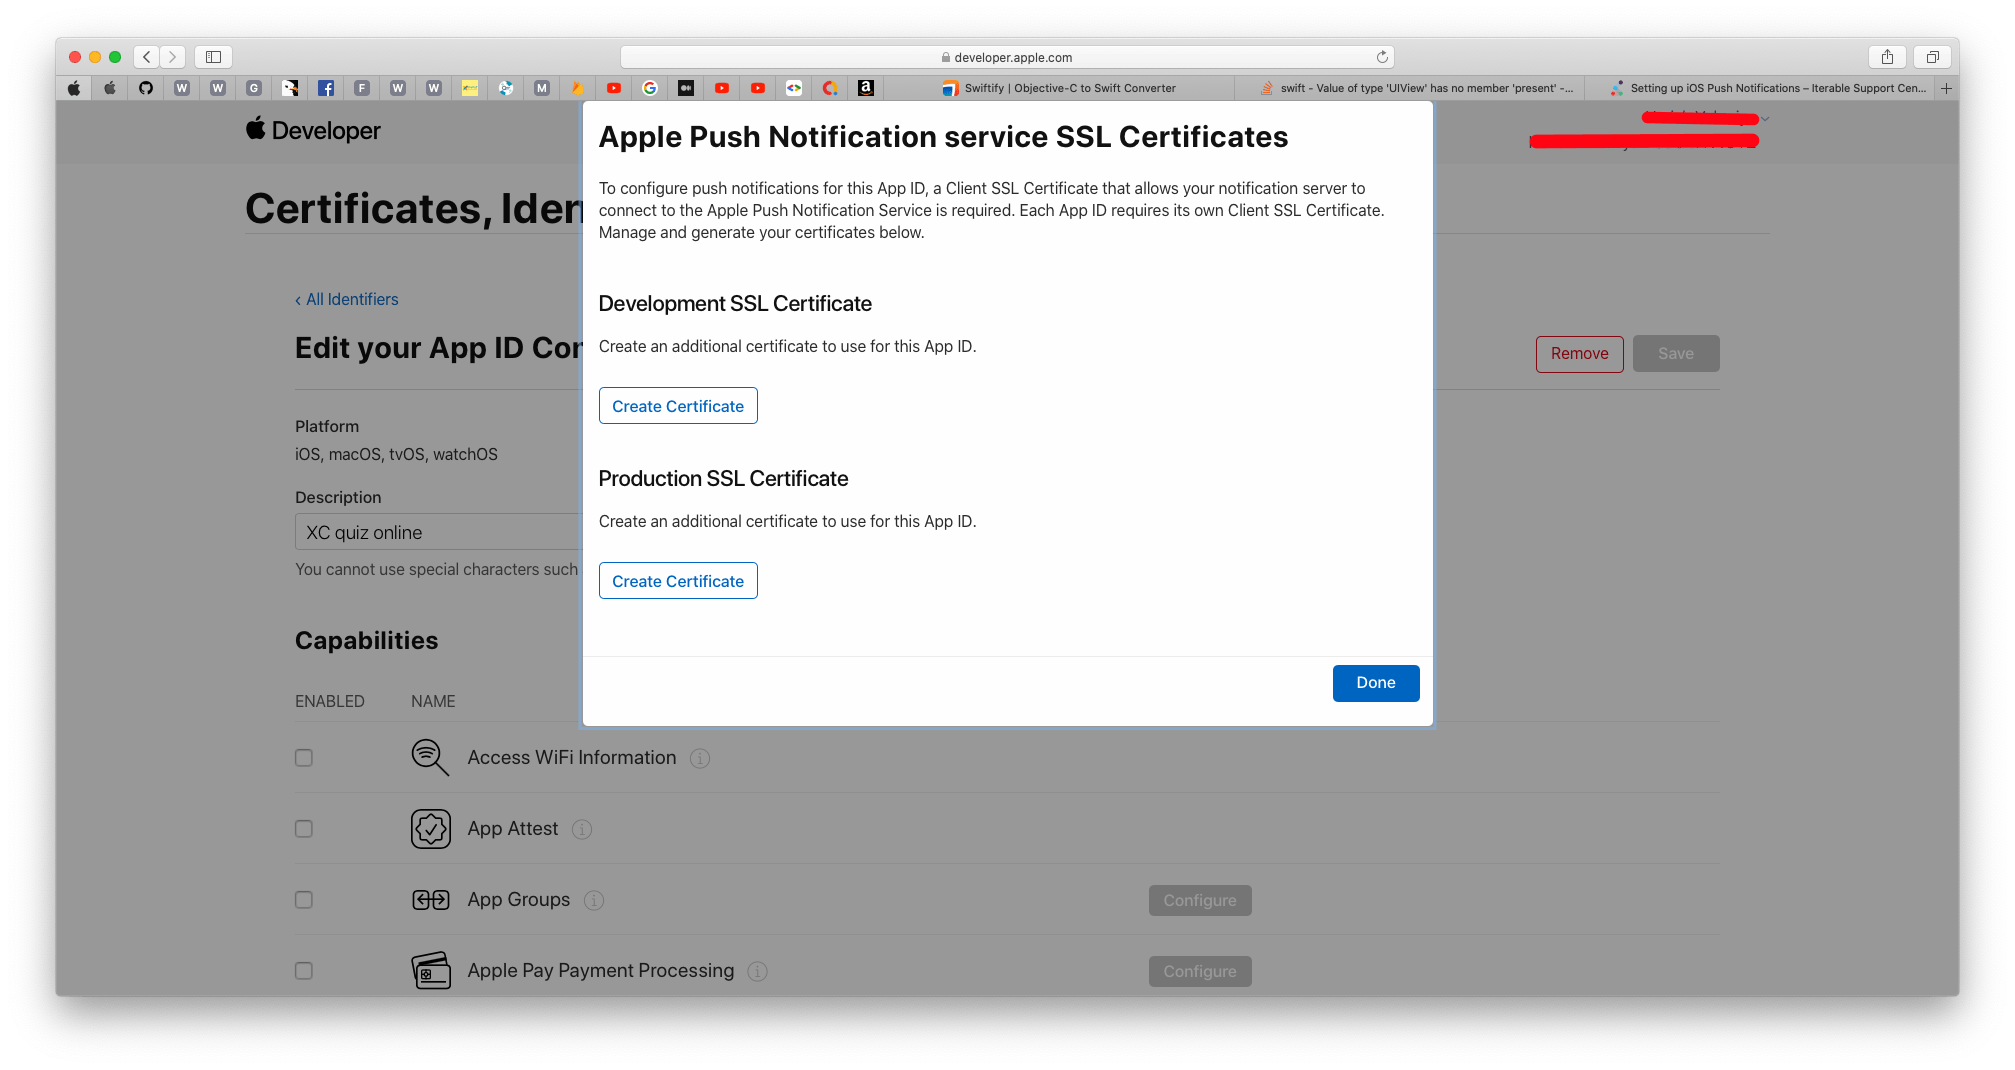 developer.apple.com
W
W
G
F
W
W
M
Swiftify | Objective-C to Swift Converter
swift - Value of type 'UIView' has no member 'present' -...
Setting up iOS Push Notifications – Iterable Support Cen...
Developer
Certificates, Iden
‹ All Identifiers
Edit your App ID Con
Remove
Save
Platform
iOS, macOS, tvOS, watchOS
Description
XC quiz online
You cannot use special characters such
Capabilities
ENABLED
NAME
Access WiFi Information
App Attest
App Groups
Configure
Apple Pay Payment Processing
Configure
Apple Push Notification service SSL Certificates
To configure push notifications for this App ID, a Client SSL Certificate that allows your notification server to
connect to the Apple Push Notification Service is required. Each App ID requires its own Client SSL Certificate.
Manage and generate your certificates below.
Development SSL Certificate
Create an additional certificate to use for this App ID.
Create Certificate
Production SSL Certificate
Create an additional certificate to use for this App ID.
Create Certificate
Done